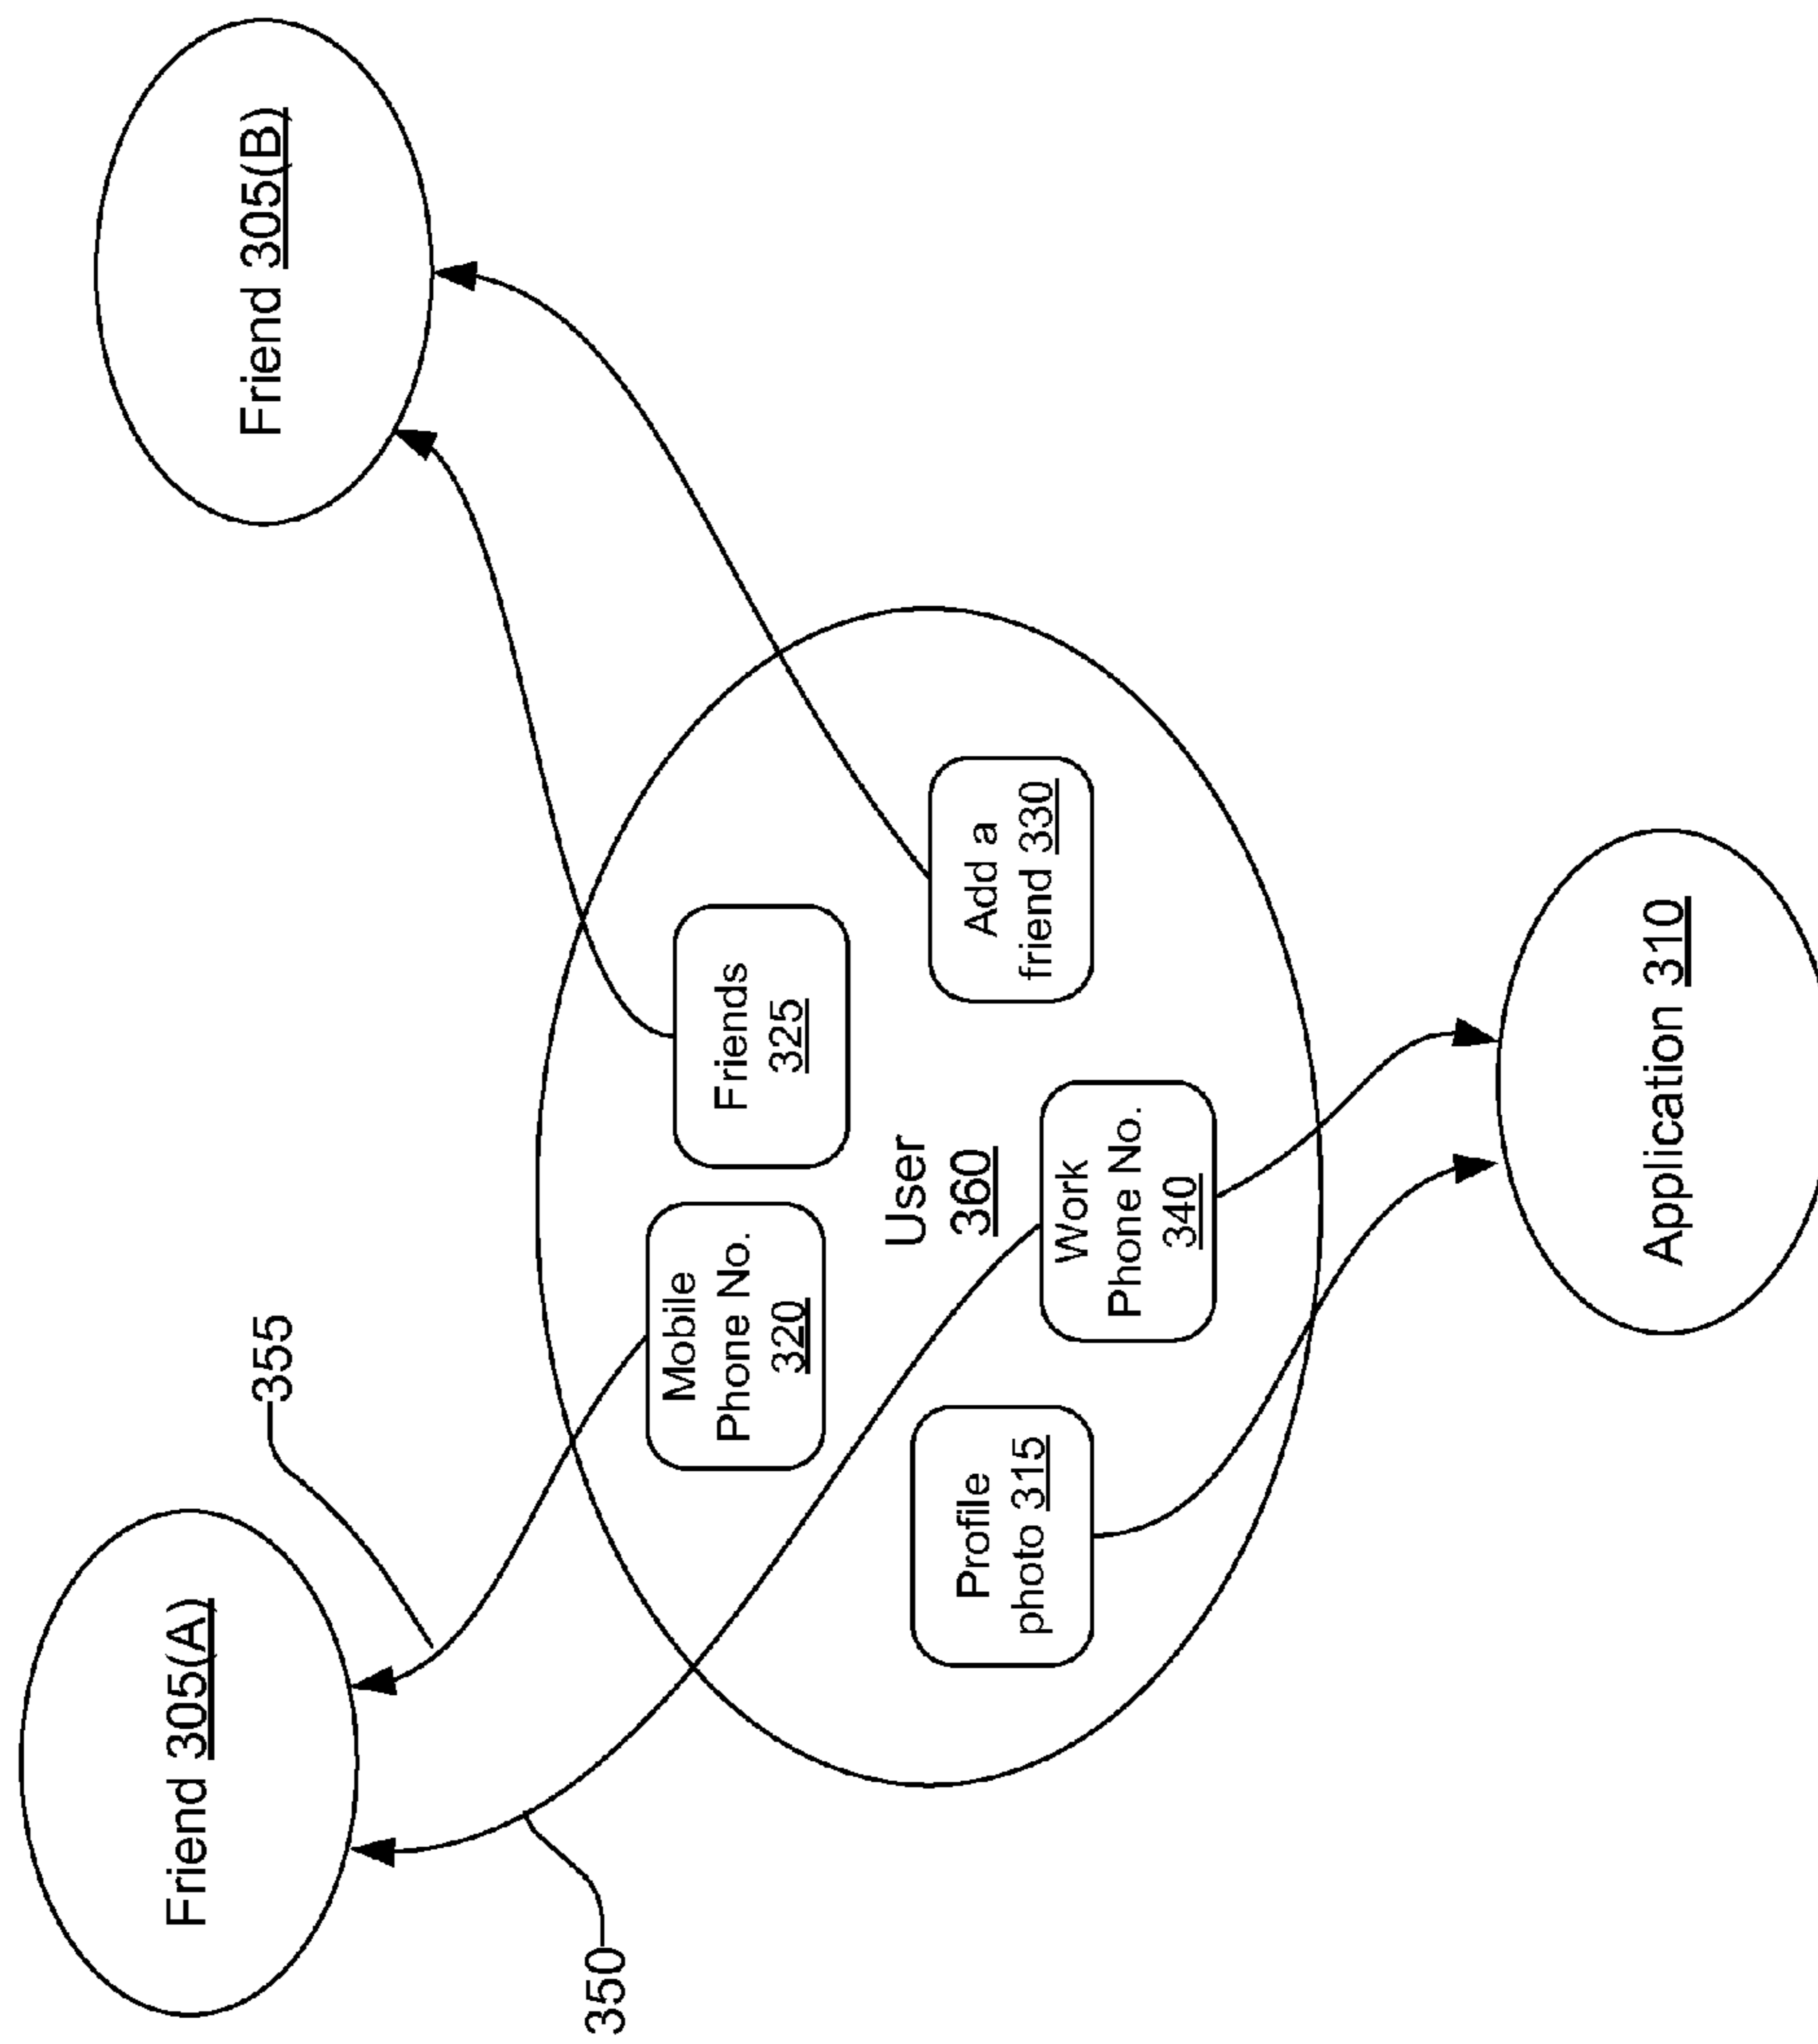 Friend 305(A)
355
350
Friend 305(B)
Mobile
Phone No.
320
Friends
325
User
360
Profile
photo 315
Work
Phone No.
340
Add a
friend 330
Application 310